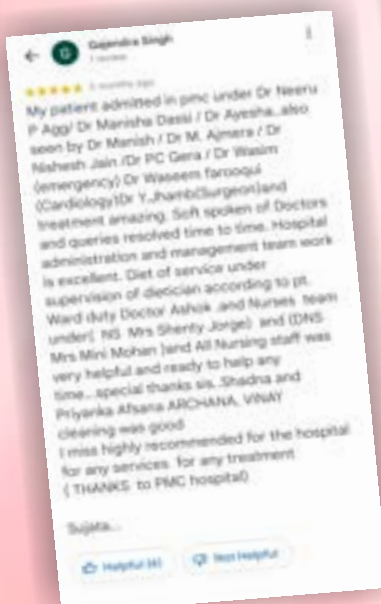 Gajendra Singh
1 review
months ago
My patient admitted in pmc under Dr Neeru
P Agg/ Dr Manisha Dassi / Dr Ayesha..also
seen by Dr Manish / Dr M. Ajmera / Dr
Nishesh Jain /Dr PC Gera / Dr Wasim
(emergency) Dr Waseem farooqui
(Cardiology)Dr Y.Jhamb(Surgeon)and
treatment amazing. Soft spoken of Doctors
and queries resolved time to time. Hospital
administration and management team work
is excellent. Diet of service under
supervision of dietician according to pt.
Ward duty Doctor Ashok and Nurses team
under( NS Mrs Shenty Jorge) and (DNS
Mrs Mini Mohan )and All Nursing staff was
very helpful and ready to help any
time...special thanks sis..Shadna and
Priyanka Afsana ARCHANA, VINAY
cleaning was good
I miss highly recommended for the hospital
for any services for any treatment
( THANKS to PMC hospital)
Sujata...
Helpful (4)
Not Helpful